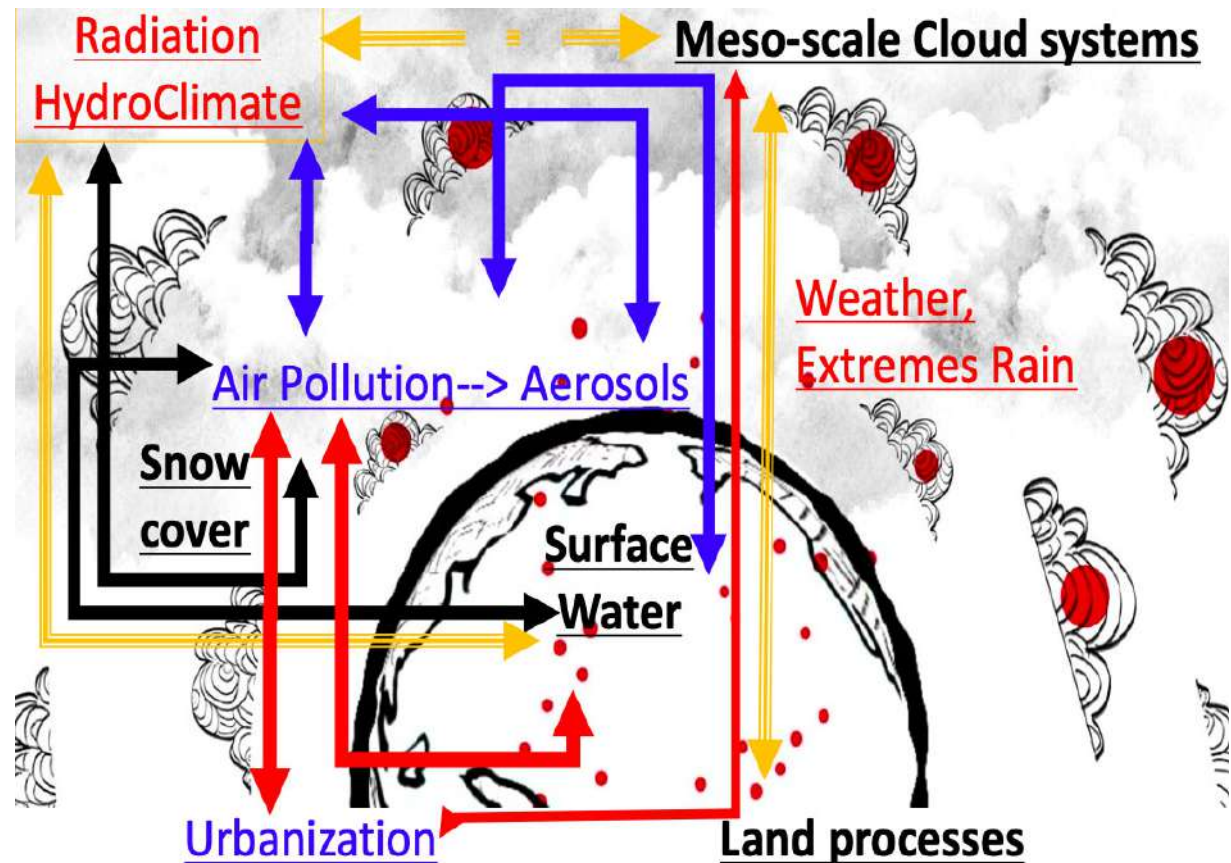 Radiation
HydroClimate
Meso-scale Cloud systems
Weather,
Extremes Rain
Air Pollution--> Aerosols
Snow
cover
Surface
Water
Urbanization
Land processes